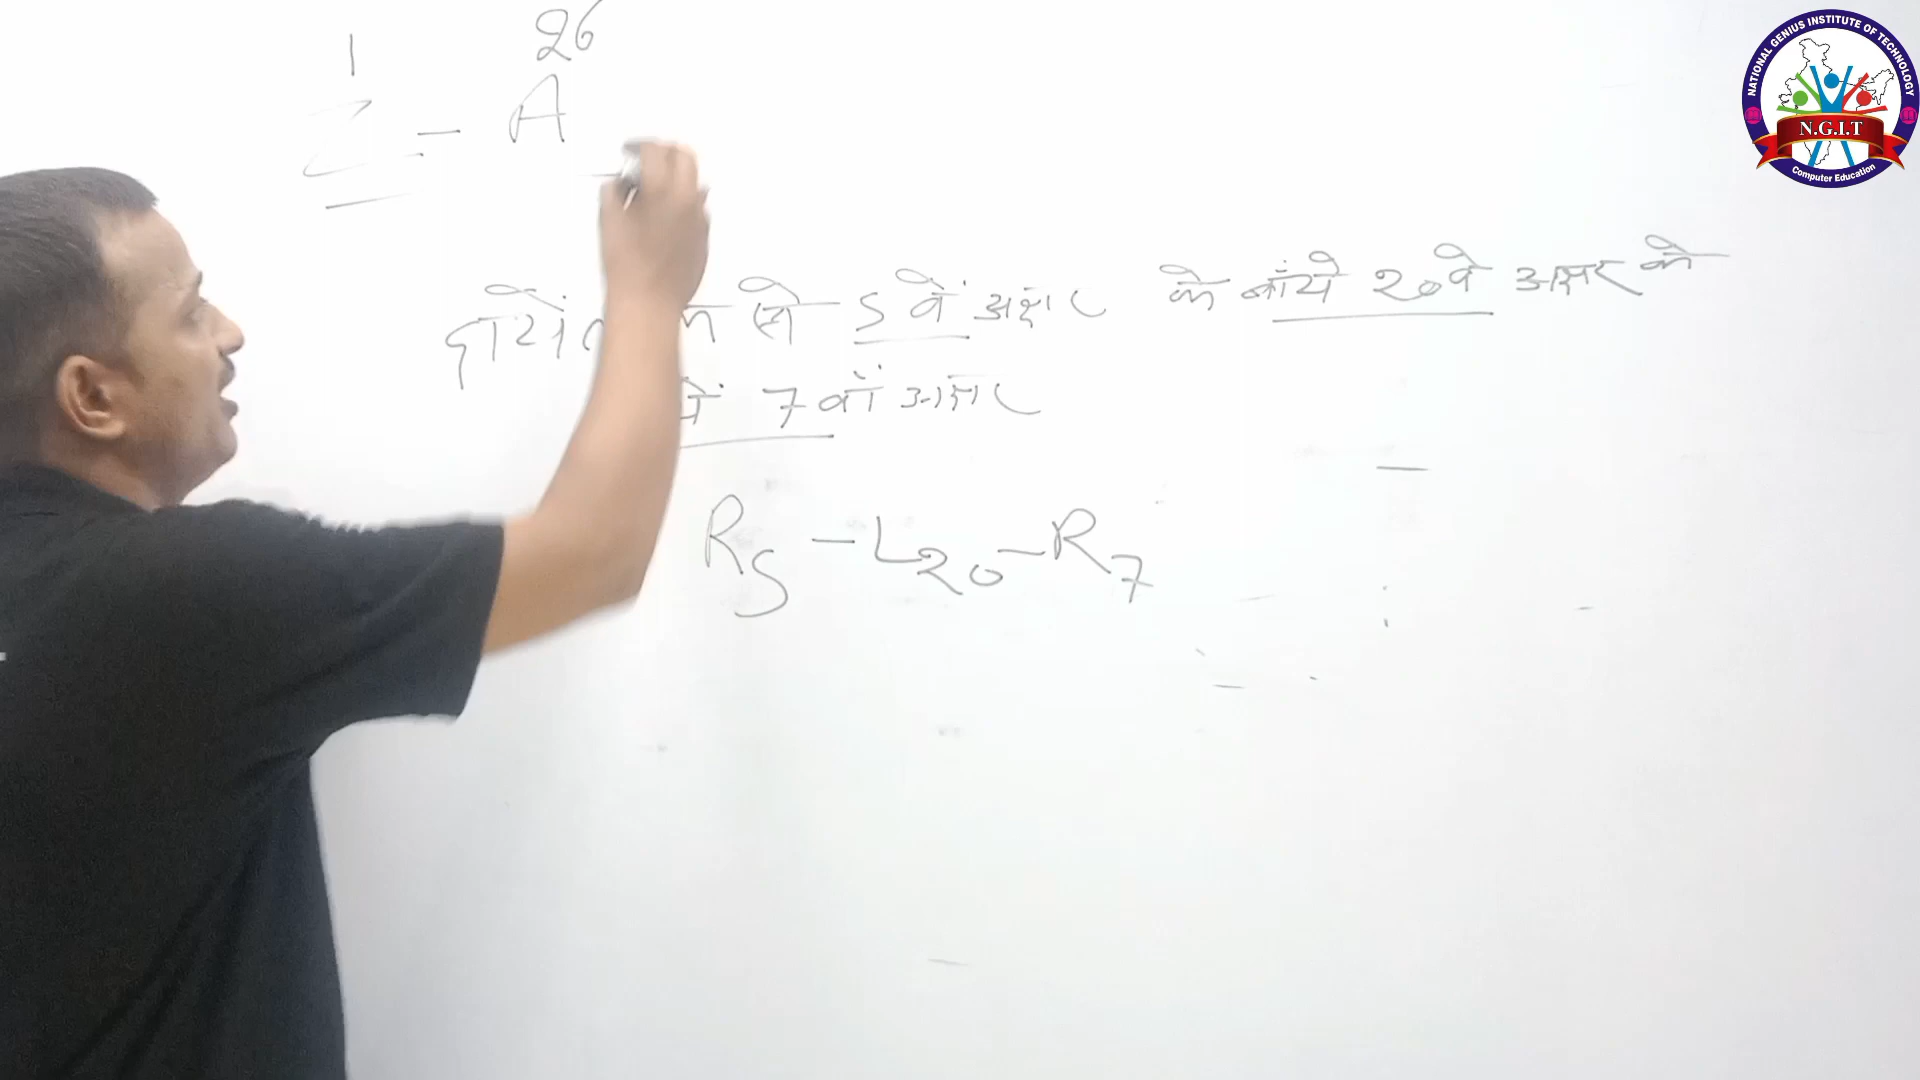 1 26
Z - A
दायें से 5 वें अक्षर के बाँये 20वे अक्षर के
7 वाँ अक्षर
R5 - L20 - R7
NATIONAL GENIUS INSTITUTE OF TECHNOLOGY
N.G.I.T
Computer Education